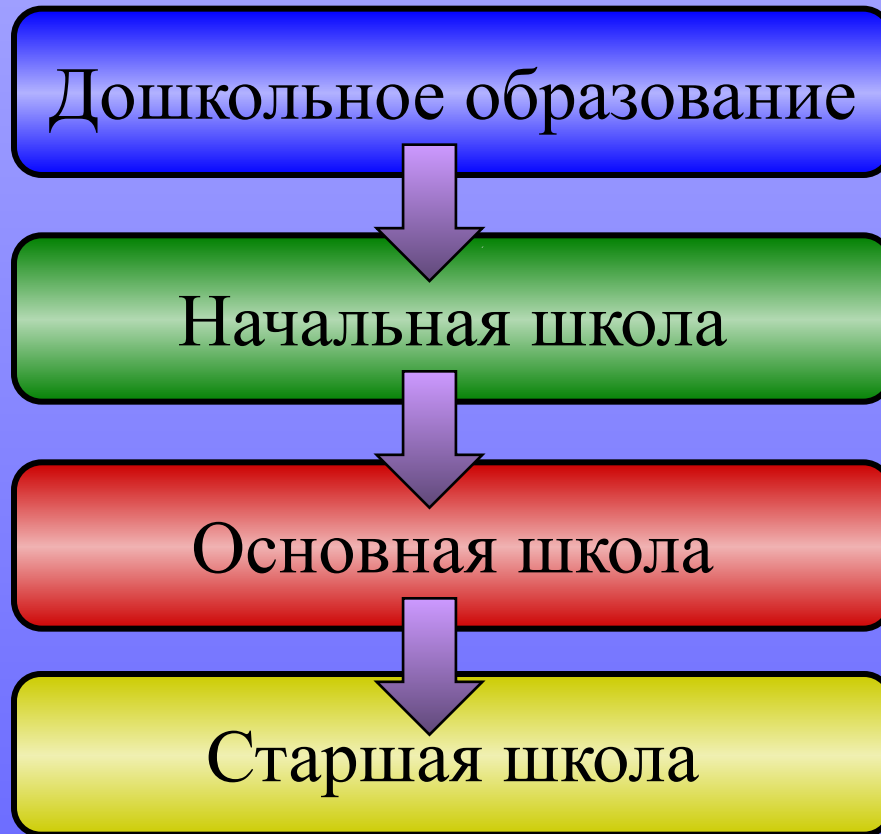 Дошкольное образование
Начальная школа
Основная школа
Старшая школа